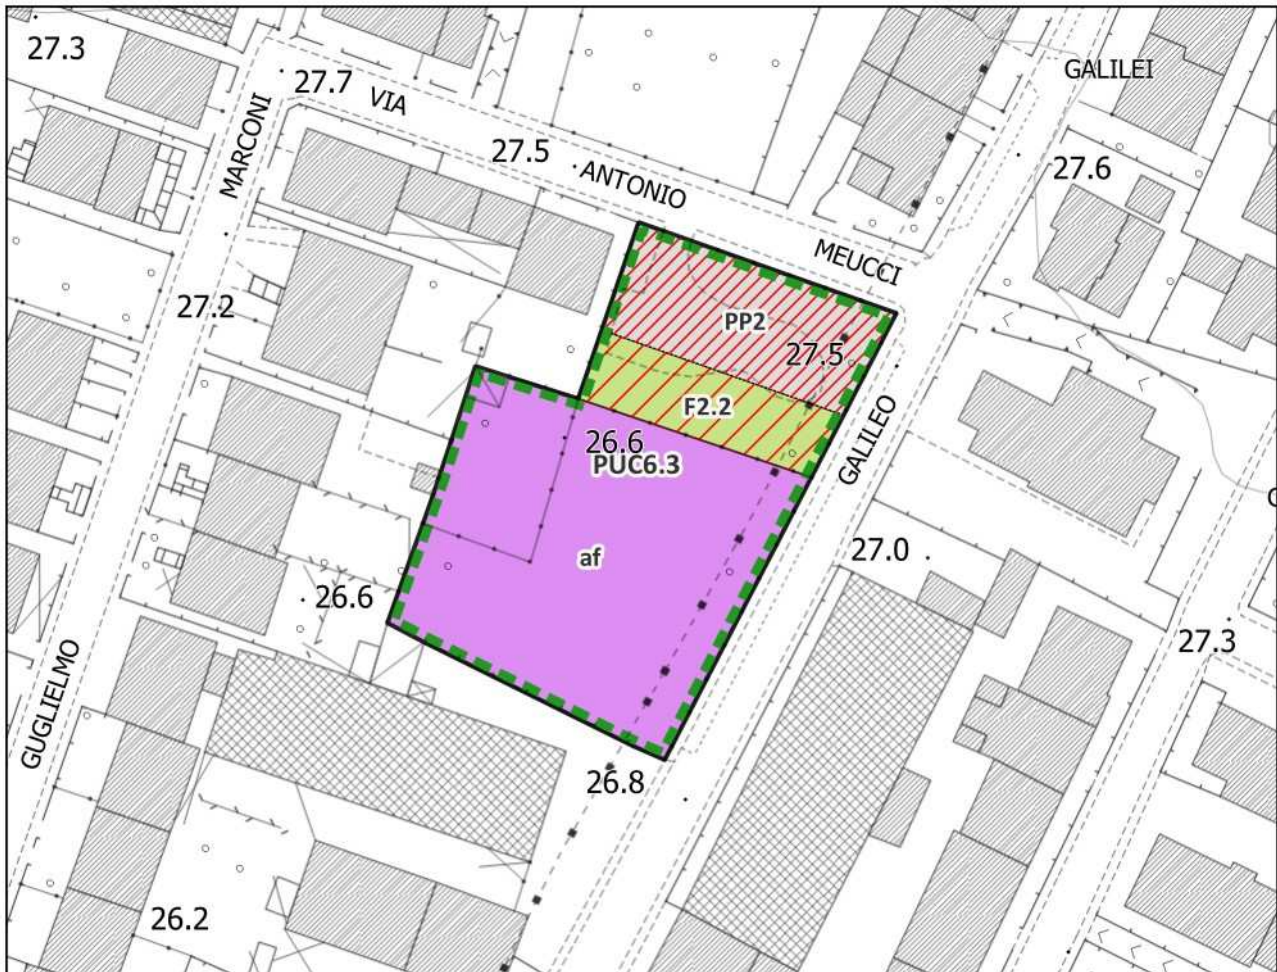 27.3
27.7
VIA
GALILEI
MARCONI
27.5
ANTONIO
27.6
MEUCCI
27.2
PP2
27.5
F2.2
GALILEO
26.6
PUC6.3
af
27.0
26.6
27.3
GUGLIELMO
26.8
26.2